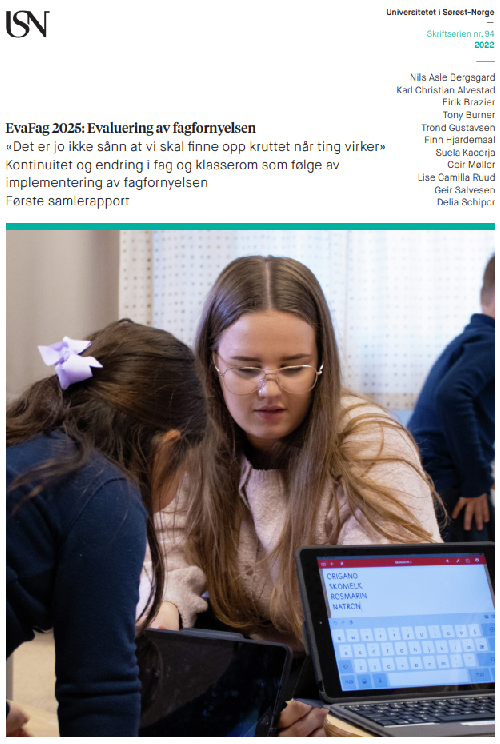 USN
Universitetet i Sørøst-Norge
—
Skriftserien nr. 94
2022
Nils Asle Bergsgard
Karl Christian Alvestad
Eirik Brazier
Tony Burner
Trond Gustavsen
Finn Hjardemaal
Suela Kacerja
Geir Møller
Lise Camilla Ruud
Geir Salvesen
Delia Schipor
EvaFag 2025: Evaluering av fagfornyelsen
«Det er jo ikke sånn at vi skal finne opp kruttet når ting virker»
Kontinuitet og endring i fag og klasserom som følge av
implementering av fagfornyelsen
Første samlerapport
OREGANO
SKOMELK
ROSMARIN
NATRON